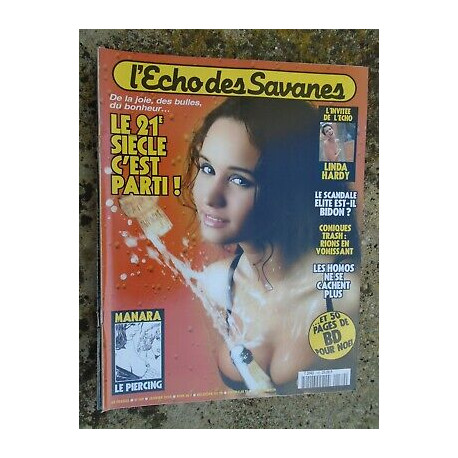 l'Echo des Savanes
De la joie, des bulles,
du bonheur...
LE 21E
SIÈCLE
C'EST
PARTI !
L'INVITÉE
DE L'ECHO
LINDA
HARDY
LE SCANDALE
ELITE EST-IL
BIDON ?
COMIQUES
TRASH :
RIONS EN
VOMISSANT
LES HOMOS
NE SE
CACHENT
PLUS
ET 50
PAGES DE
BD
POUR NOËL
MANARA
LE PIERCING